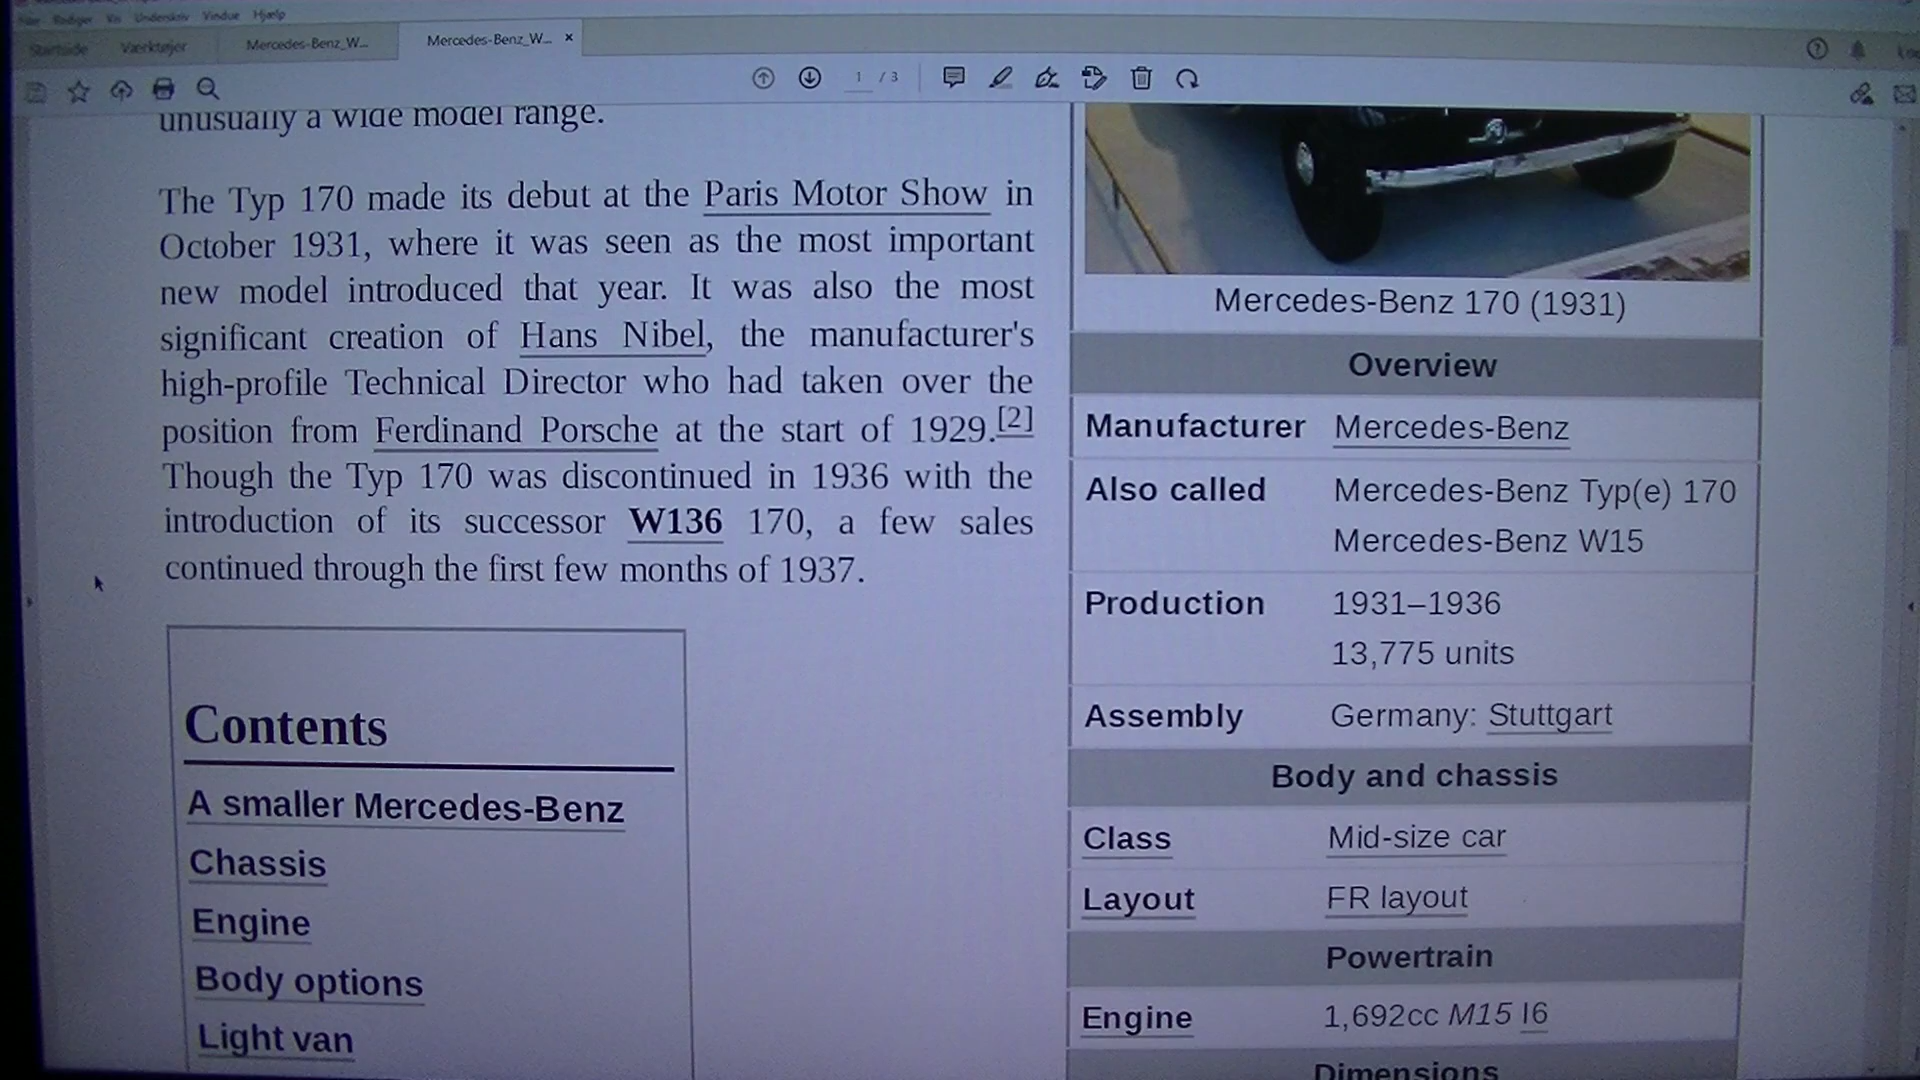 Rediger Vis Underskriv Vindue Hjælp
Startside Værktøjer Mercedes-Benz_W... Mercedes-Benz_W... ×
1 / 3
unusually a wide model range.
The Typ 170 made its debut at the Paris Motor Show in
October 1931, where it was seen as the most important
new model introduced that year. It was also the most
significant creation of Hans Nibel, the manufacturer's
high-profile Technical Director who had taken over the
position from Ferdinand Porsche at the start of 1929.[2]
Though the Typ 170 was discontinued in 1936 with the
introduction of its successor W136 170, a few sales
continued through the first few months of 1937.
Contents
A smaller Mercedes-Benz
Chassis
Engine
Body options
Light van
Mercedes-Benz 170 (1931)
Overview
Manufacturer Mercedes-Benz
Also called Mercedes-Benz Typ(e) 170
Mercedes-Benz W15
Production 1931–1936
13,775 units
Assembly Germany: Stuttgart
Body and chassis
Class Mid-size car
Layout FR layout
Powertrain
Engine 1,692cc M15 I6
Dimensions